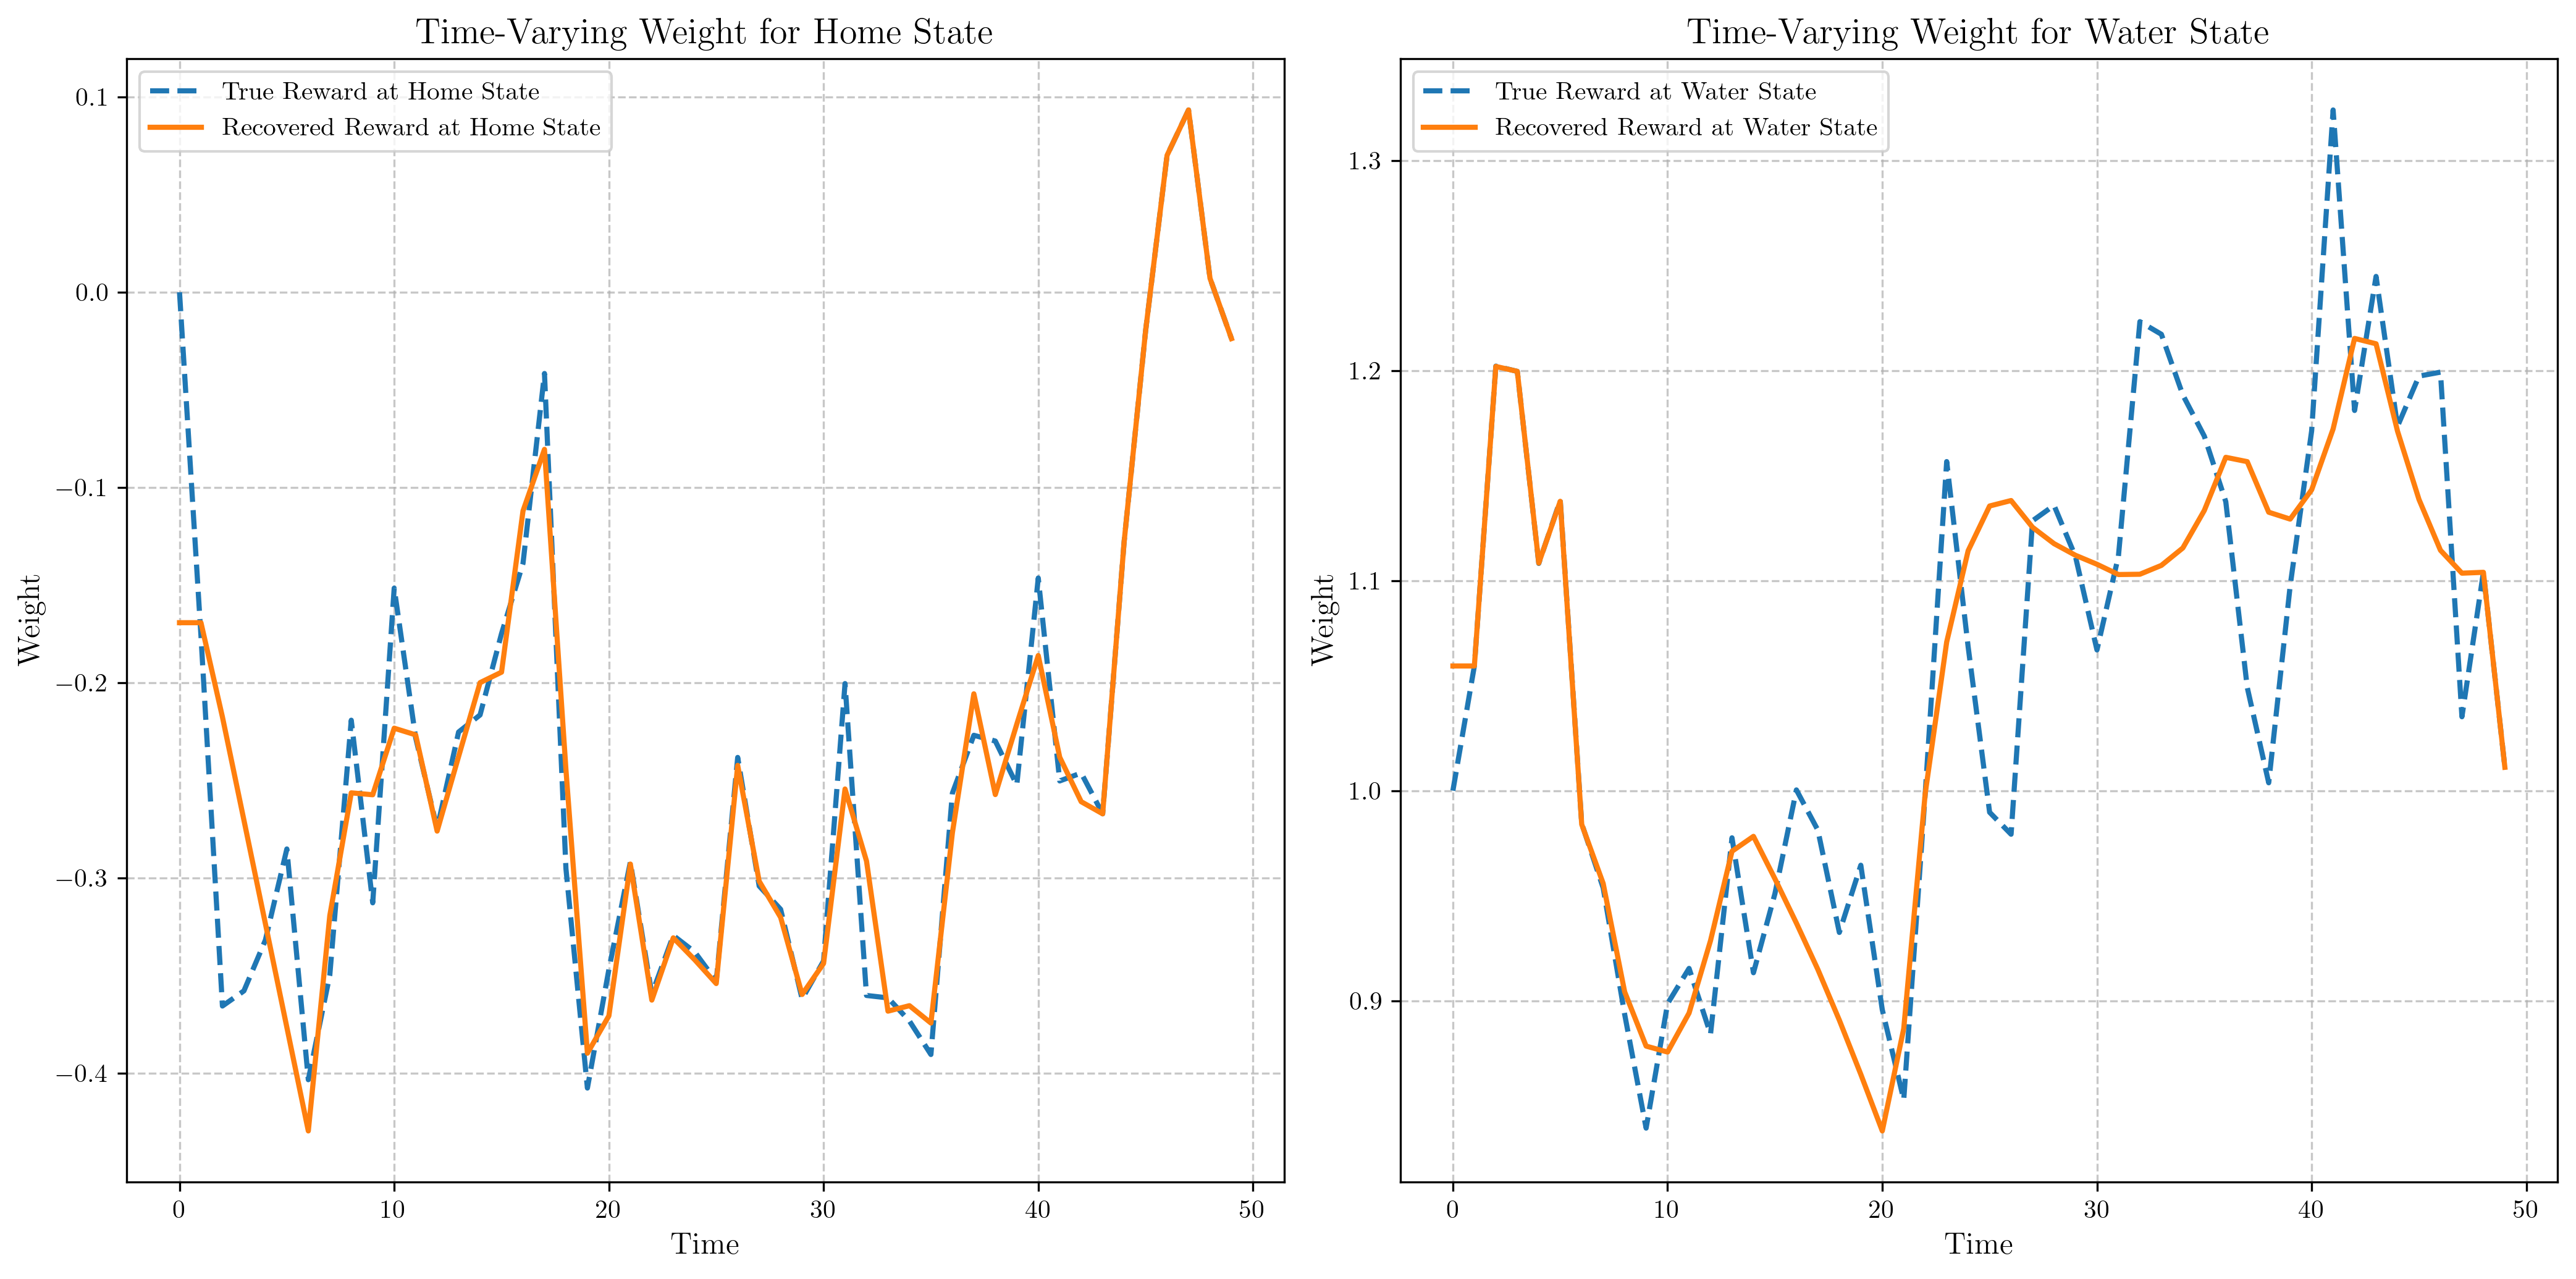 Time-Varying Weight for Home State
True Reward at Home State
Recovered Reward at Home State
0.1
0.0
−0.1
−0.2
−0.3
−0.4
Weight
0 10 20 30 40 50
Time
Time-Varying Weight for Water State
True Reward at Water State
Recovered Reward at Water State
1.3
1.2
1.1
1.0
0.9
Weight
0 10 20 30 40 50
Time